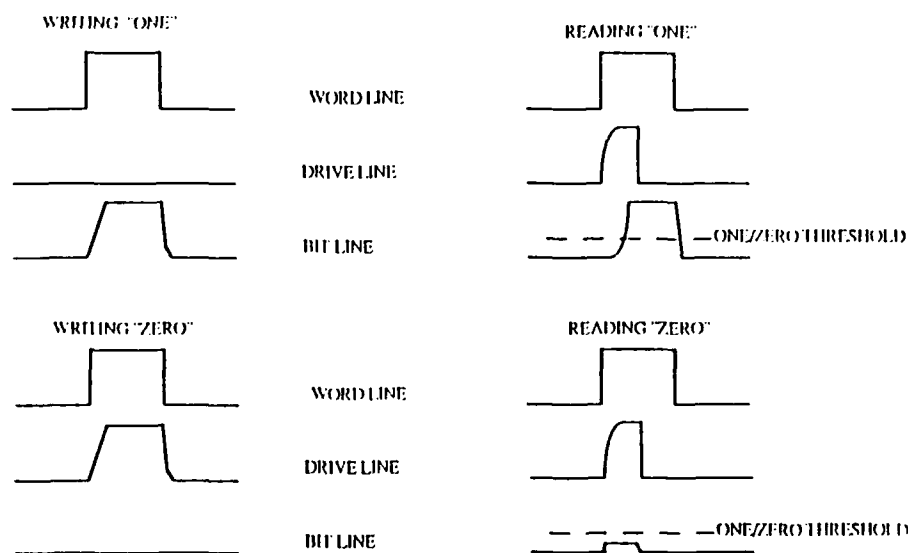 WRITING "ONE"
READING "ONE"
WORD LINE
DRIVE LINE
BIT LINE
ONE/ZERO THRESHOLD
WRITING "ZERO"
READING "ZERO"
WORD LINE
DRIVE LINE
ONE/ZERO THRESHOLD
BIT LINE